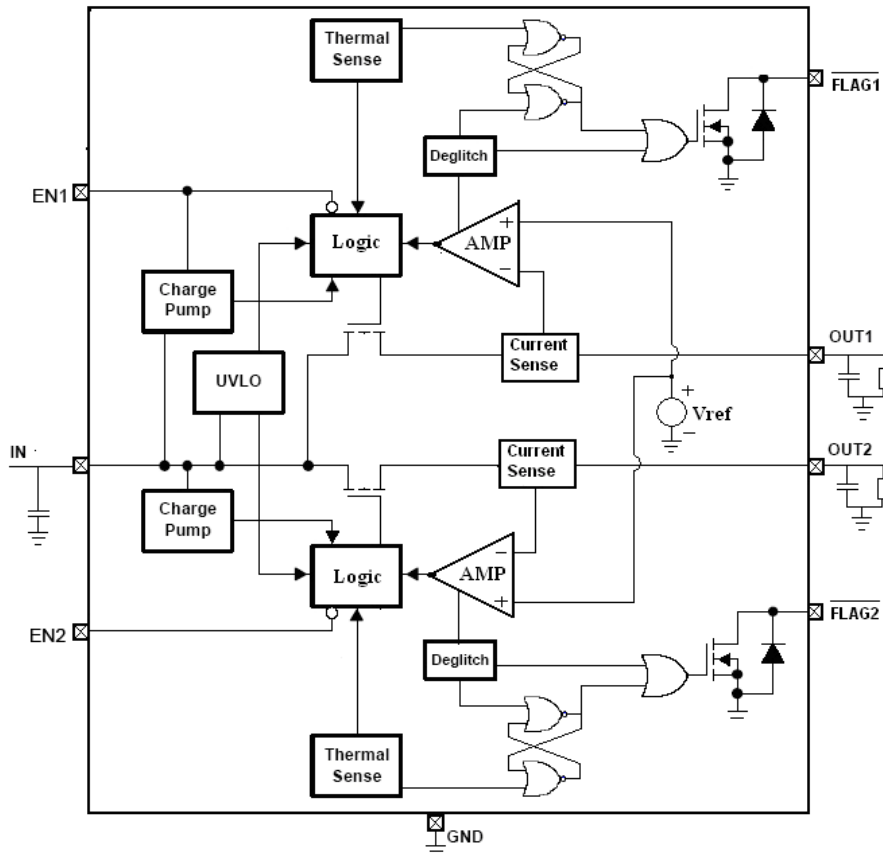 Thermal
Sense
FLAG1
Deglitch
EN1
+
Logic
AMP
−
Charge
Pump
Current
Sense
OUT1
UVLO
+
Vref
−
IN
Current
Sense
OUT2
Charge
Pump
Logic
−
AMP
+
EN2
FLAG2
Deglitch
Thermal
Sense
GND